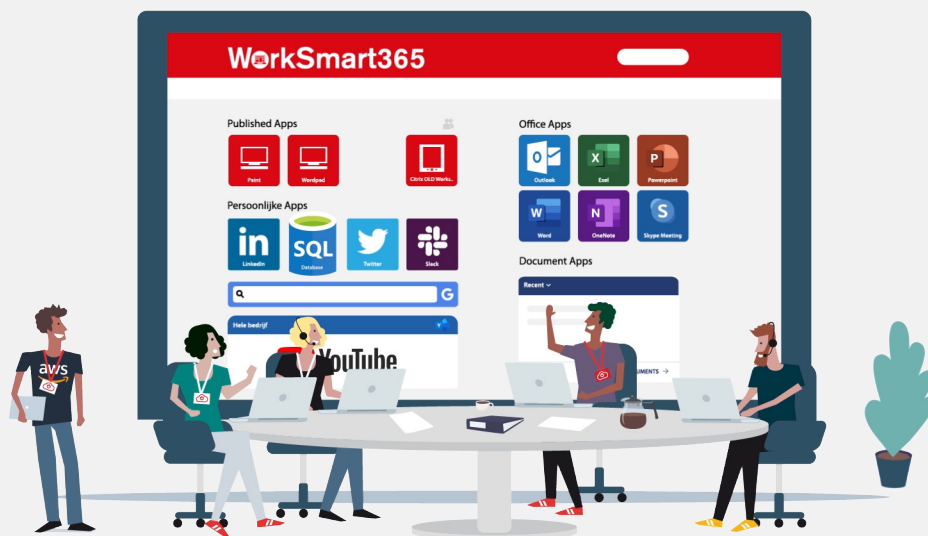 WorkSmart365
Published Apps
Paint
Wordpad
Citrix OLD Works..
Persoonlijke Apps
LinkedIn
SQL
Database
Twitter
Slack
in
G
Hele bedrijf
YouTube
Office Apps
Outlook
Exel
Powerpoint
Word
OneNote
Skype Meeting
O
X
P
W
N
S
Document Apps
Recent
UMENTS →
aws